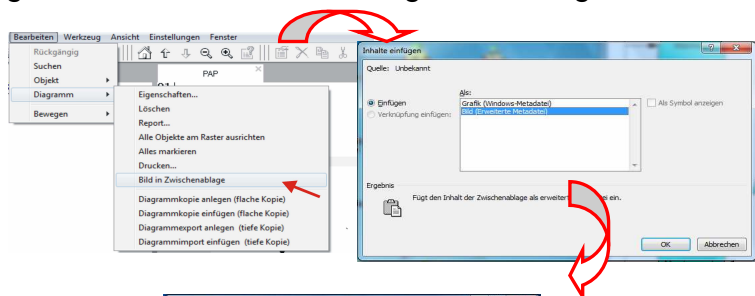 Bearbeiten Werkzeug Ansicht Einstellungen Fenster
Rückgängig
Suchen
Objekt
Diagramm
Bewegen
PAP
Eigenschaften...
Löschen
Report...
Alle Objekte am Raster ausrichten
Alles markieren
Drucken...
Bild in Zwischenablage
Diagrammkopie anlegen (flache Kopie)
Diagrammkopie einfügen (flache Kopie)
Diagrammexport anlegen (tiefe Kopie)
Diagrammimport einfügen (tiefe Kopie)
Inhalte einfügen
Quelle: Unbekannt
Als:
Einfügen
Verknüpfung einfügen:
Grafik (Windows-Metadatei)
Bild (Erweiterte Metadatei)
Als Symbol anzeigen
Ergebnis
Fügt den Inhalt der Zwischenablage als ein.
OK Abbrechen